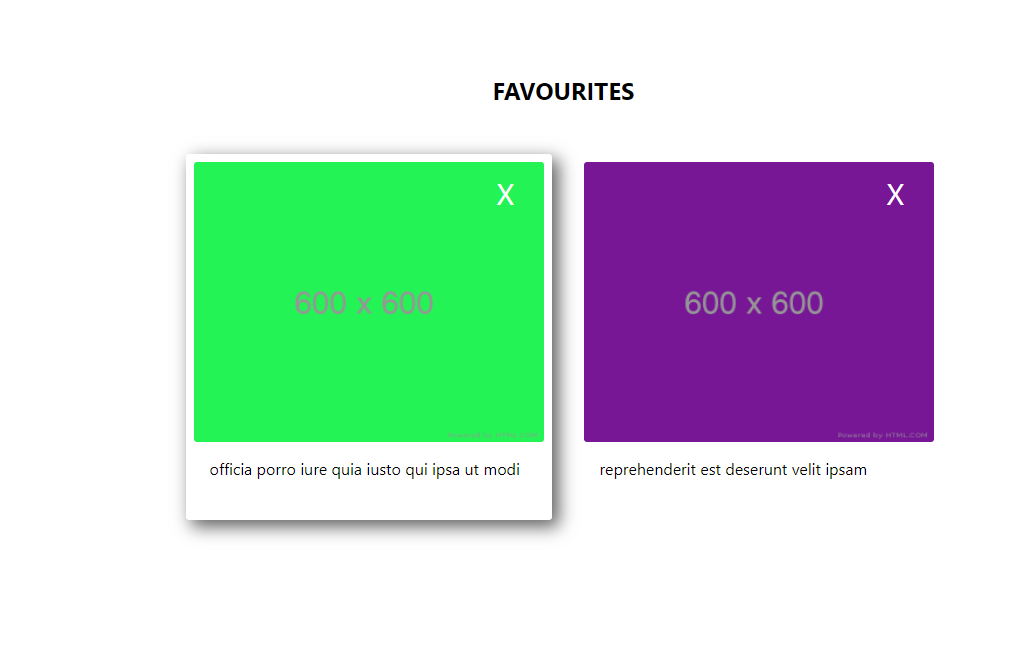 FAVOURITES
X
X
600 x 600
600 x 600
Powered by HTML.COM
Powered by HTML.COM
officia porro iure quia iusto qui ipsa ut modi
reprehenderit est deserunt velit ipsam